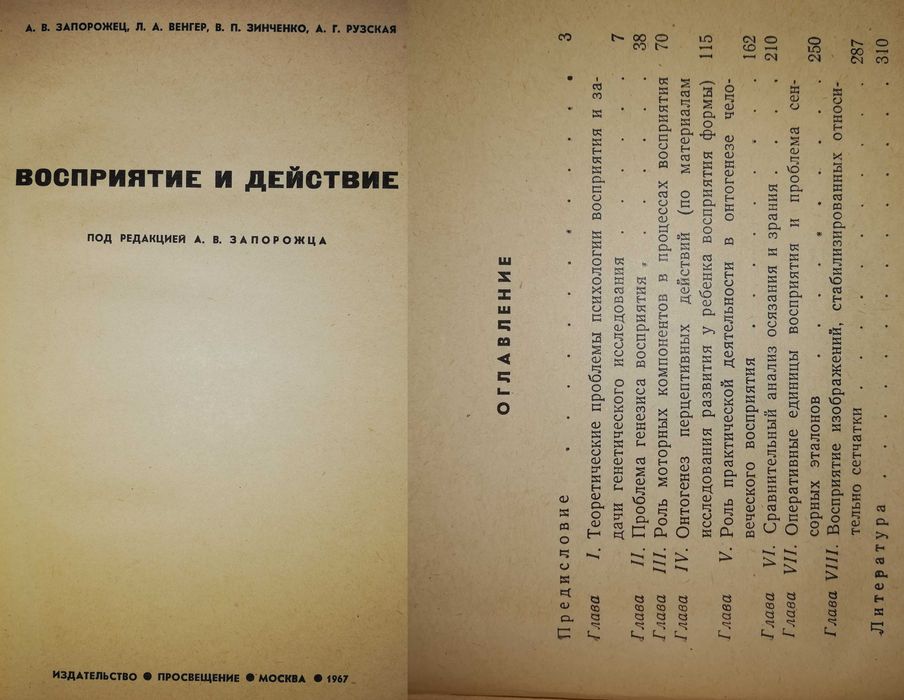 А. В. ЗАПОРОЖЕЦ, Л. А. ВЕНГЕР, В. П. ЗИНЧЕНКО, А. Г. РУЗСКАЯ
ВОСПРИЯТИЕ И ДЕЙСТВИЕ
ПОД РЕДАКЦИЕЙ А. В. ЗАПОРОЖЦА
ИЗДАТЕЛЬСТВО ● ПРОСВЕЩЕНИЕ ● МОСКВА ● 1967
ОГЛАВЛЕНИЕ
Предисловие . . . . . . . . 3
Глава I. Теоретические проблемы психологии восприятия и за-
дачи генетического исследования . . . . 7
Глава II. Проблема генезиса восприятия . . . . 38
Глава III. Роль моторных компонентов в процессах восприятия 70
Глава IV. Онтогенез перцептивных действий (по материалам
исследования развития у ребенка восприятия формы) 115
Глава V. Роль практической деятельности в онтогенезе чело-
веческого восприятия . . . . . 162
Глава VI. Сравнительный анализ осязания и зрения . . . 210
Глава VII. Оперативные единицы восприятия и проблема сен-
сорных эталонов . . . . . 250
Глава VIII. Восприятие изображений, стабилизированных относи-
тельно сетчатки . . . . . 287
Литература . . . . . . . . 310